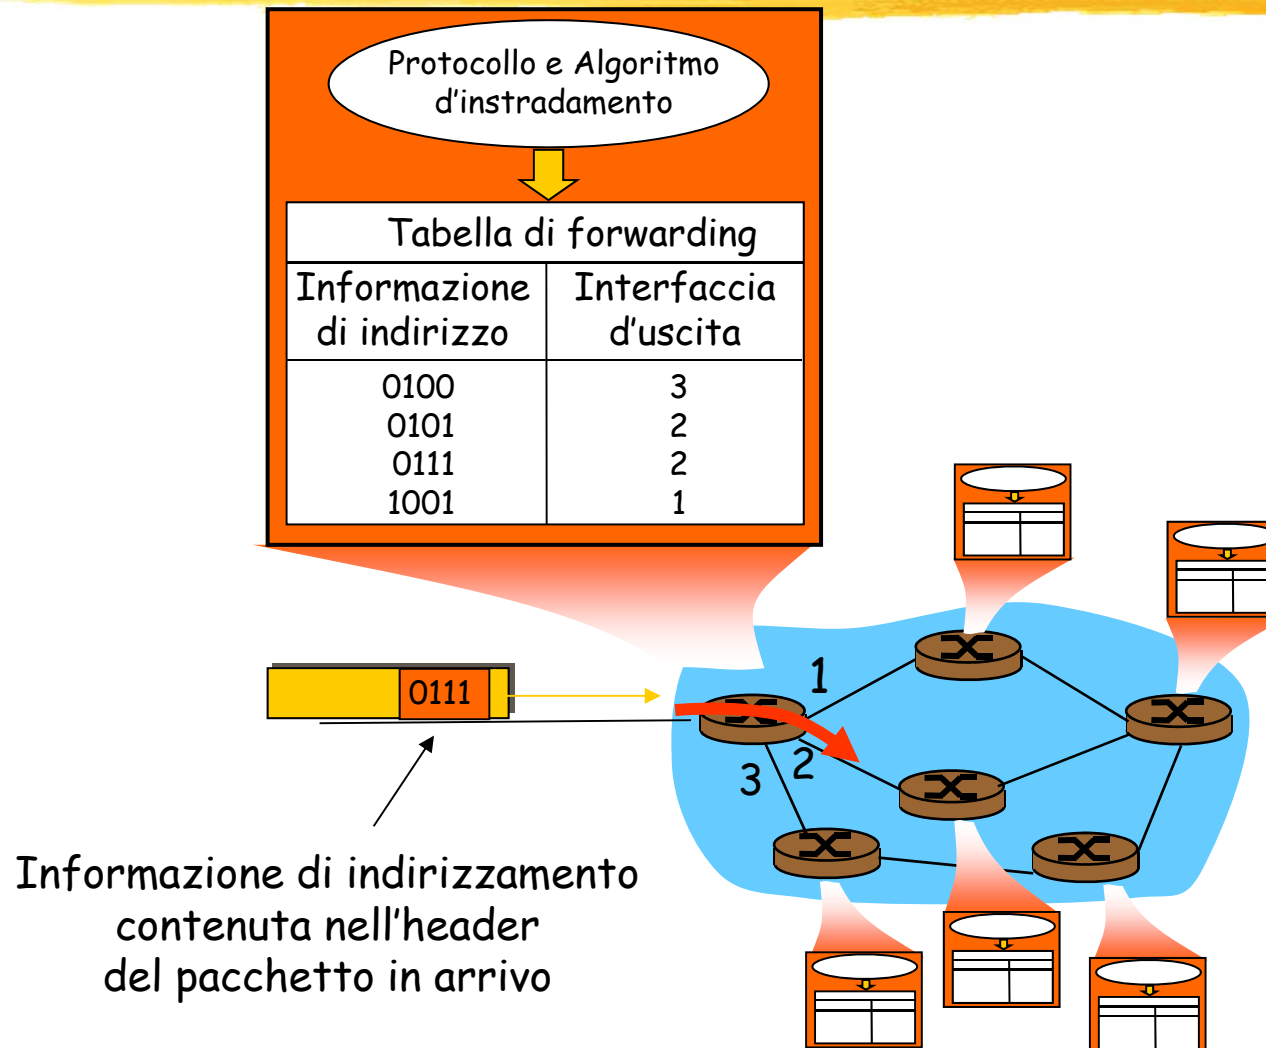 Protocollo e Algoritmo
d'instradamento
Tabella di forwarding
Informazione
di indirizzo
Interfaccia
d'uscita
0100 3
0101 2
0111 2
1001 1
0111
1
2
3
Informazione di indirizzamento
contenuta nell'header
del pacchetto in arrivo